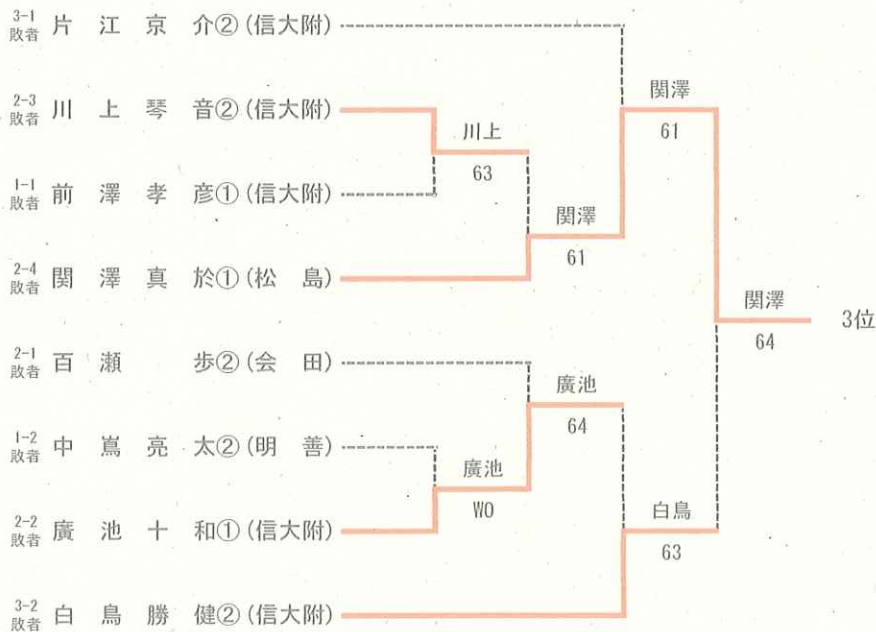 3-1
敗者 片江京介② (信大附)
関澤
61
2-3
敗者 川上琴音② (信大附)
川上
63
1-1
敗者 前澤孝彦① (信大附)
関澤
61
2-4
敗者 関澤真於① (松島)
関澤
64
3位
2-1
敗者 百瀬歩② (会田)
廣池
64
1-2
敗者 中嶌亮太② (明善)
廣池
WO
2-2
敗者 廣池十和① (信大附)
白鳥
63
3-2
敗者 白鳥勝健② (信大附)